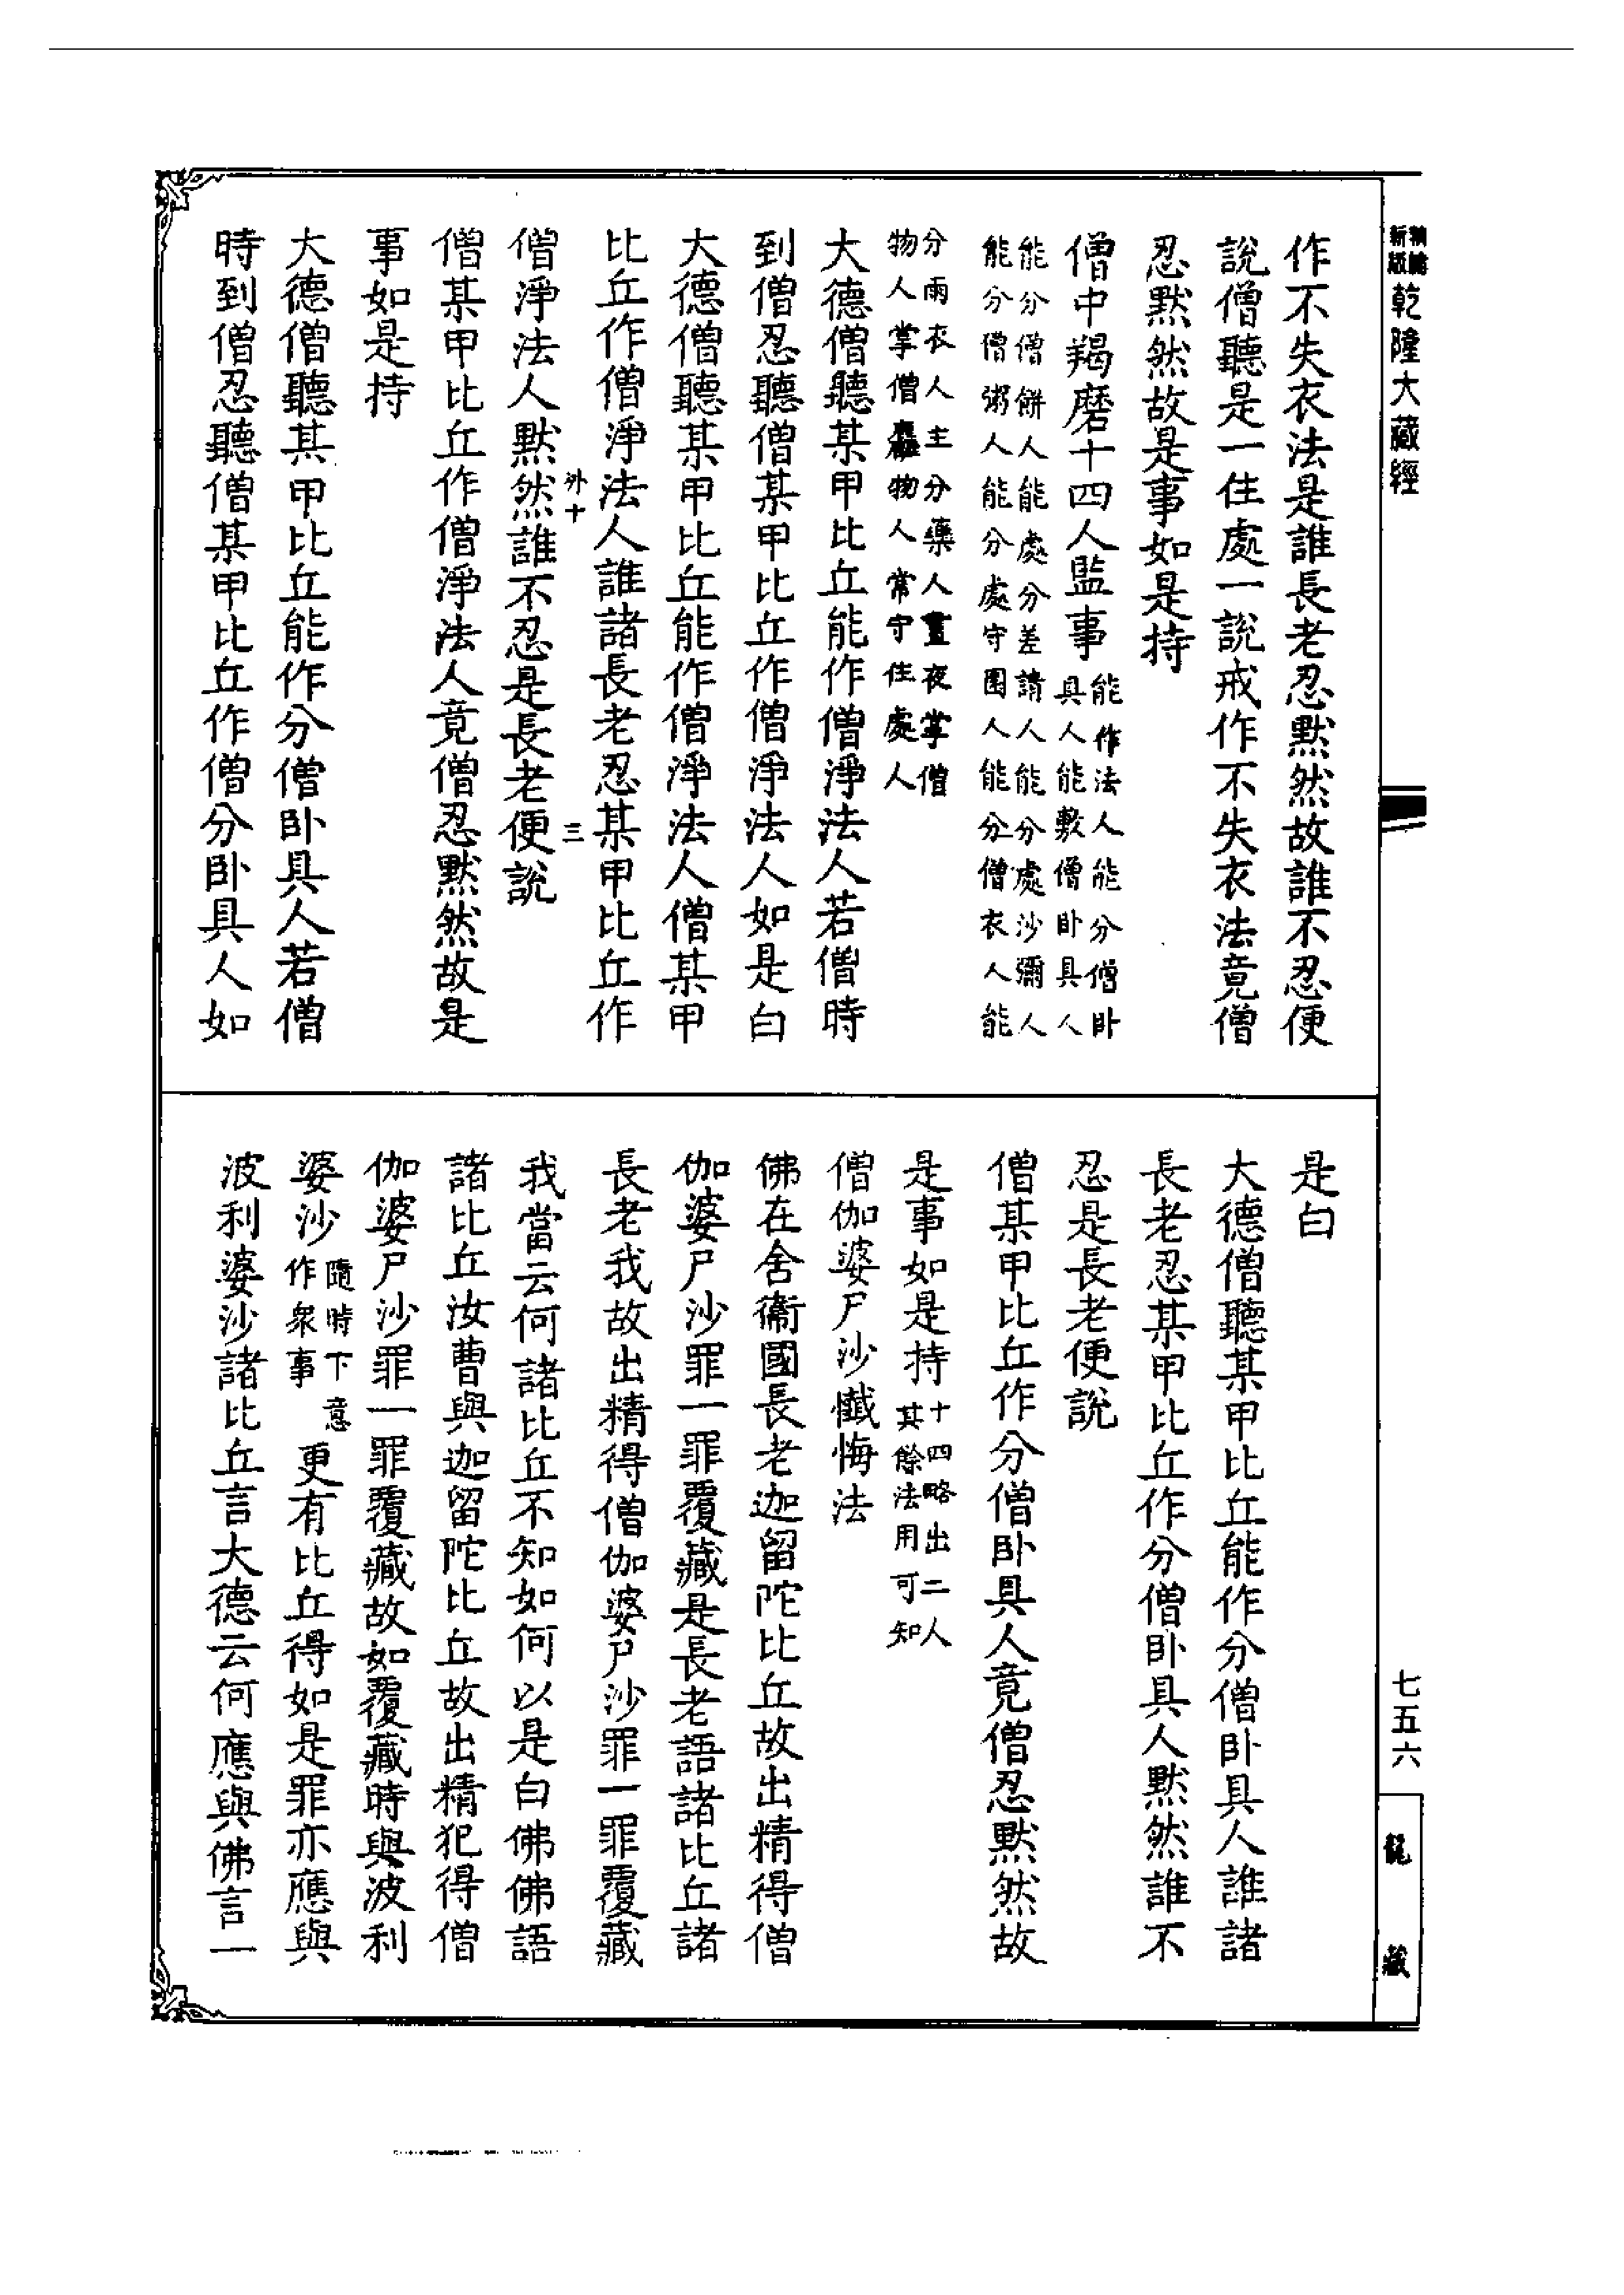 新編縮版乾隆大藏經
作不失衣法是誰長老忍默然故誰不忍便
說僧聽是一住處一說戒作不失衣法竟僧
忍默然故是事如是持
僧中羯磨十四人監事能作法人能分僧臥具人能敷僧臥具人
能分僧餅人能處分差請人能分處沙彌人
能分僧粥人能分處守園人能分僧衣人能
分雨衣人主分藥人晝夜掌僧
物人掌僧麤物人常守住處人
大德僧聽某甲比丘能作僧淨法人若僧時
到僧忍聽僧某甲比丘作僧淨法人如是白
大德僧聽某甲比丘能作僧淨法人僧某甲
比丘作僧淨法人誰諸長老忍某甲比丘作
外十 三
僧淨法人默然誰不忍是長老便說
僧某甲比丘作僧淨法人竟僧忍默然故是
事如是持
大德僧聽某甲比丘能作分僧臥具人若僧
時到僧忍聽僧某甲比丘作僧分臥具人如
是白
大德僧聽某甲比丘能作分僧臥具人誰諸
長老忍某甲比丘作分僧臥具人默然誰不
忍是長老便說
僧某甲比丘作分僧臥具人竟僧忍默然故
是事如是持十四略出二人其餘法用可知
僧伽婆尸沙懺悔法
佛在舍衞國長老迦留陀比丘故出精得僧
伽婆尸沙罪一罪覆藏是長老語諸比丘諸
長老我故出精得僧伽婆尸沙罪一罪覆藏
我當云何諸比丘不知如何以是白佛佛語
諸比丘汝曹與迦留陀比丘故出精犯得僧
伽婆尸沙罪一罪覆藏故如覆藏時與波利
婆沙隨時下意作衆事更有比丘得如是罪亦應與
波利婆沙諸比丘言大德云何應與佛言一
七五六
龍藏